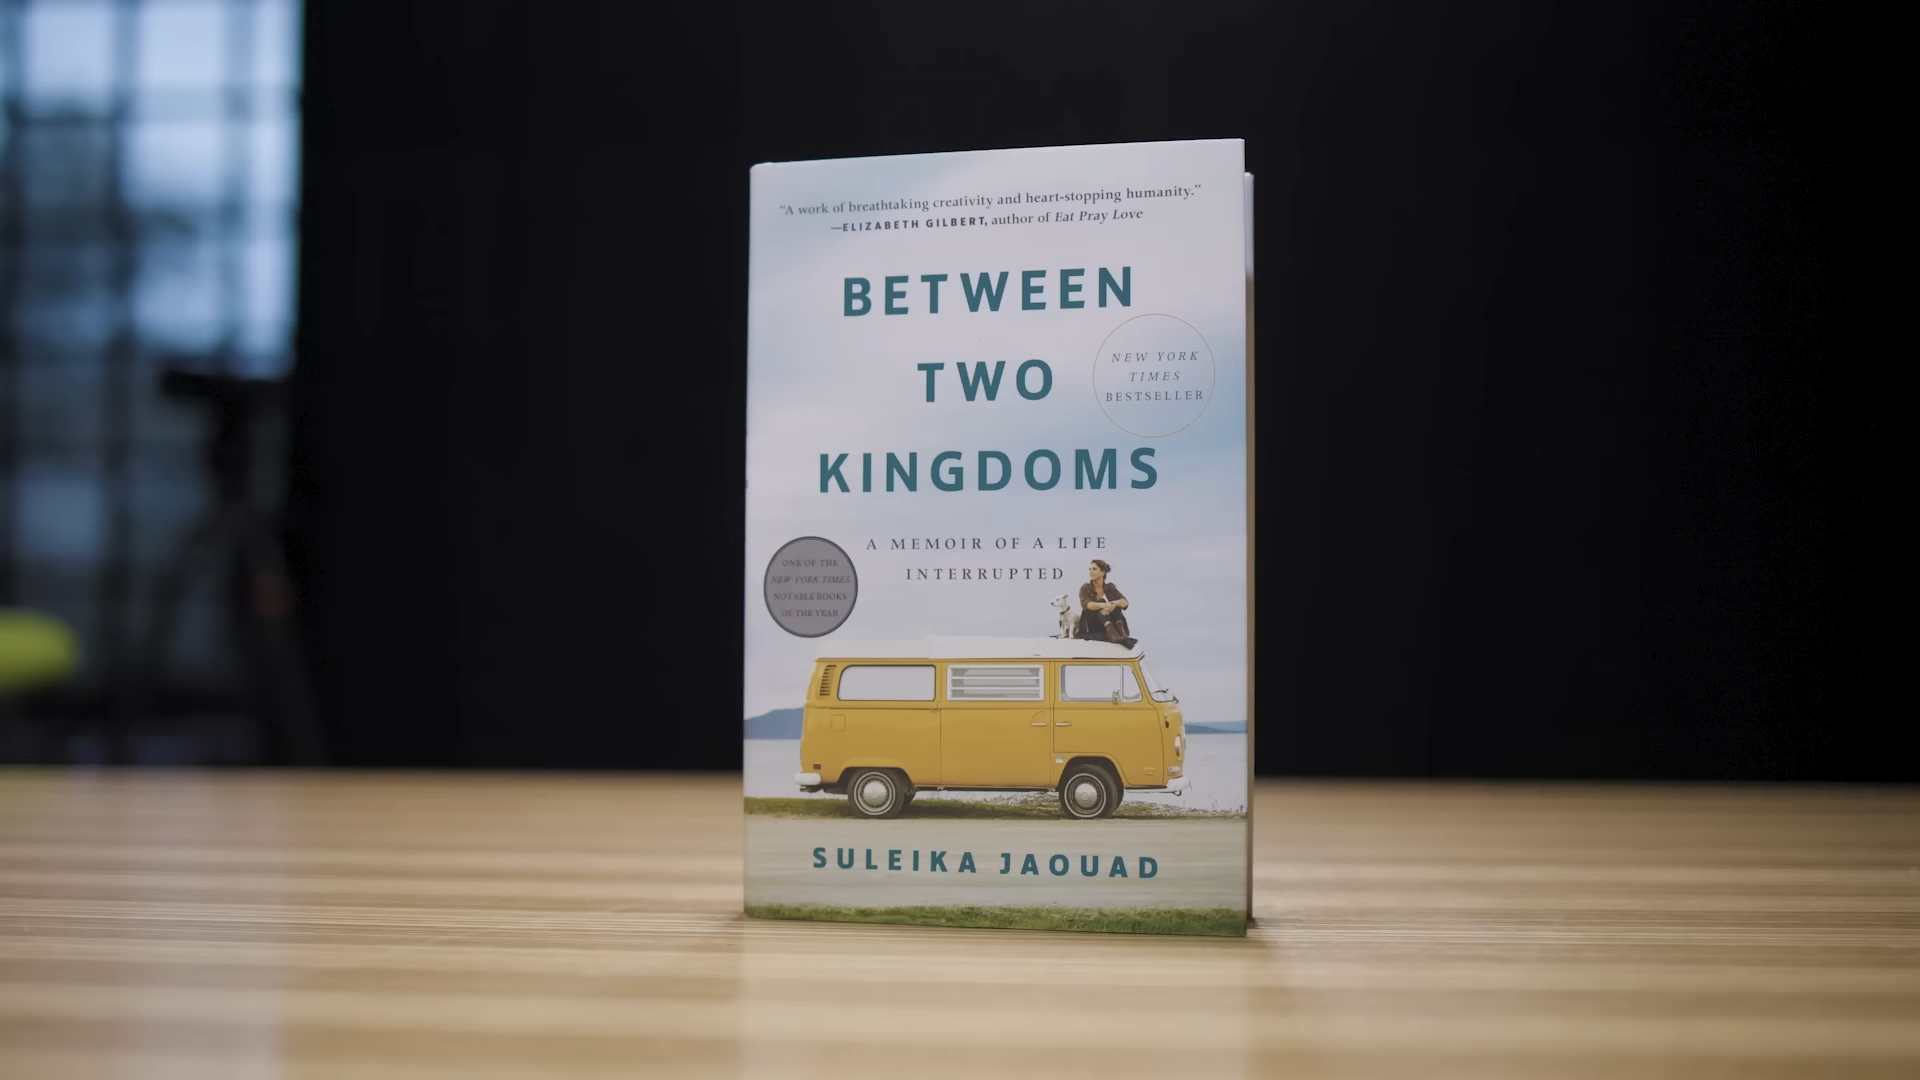 “A work of breathtaking creativity and heart-stopping humanity.”
—ELIZABETH GILBERT, author of Eat Pray Love
BETWEEN
TWO
KINGDOMS
NEW YORK
TIMES
BESTSELLER
A MEMOIR OF A LIFE
INTERRUPTED
ONE OF THE
NEW YORK TIMES
NOTABLE BOOKS
OF THE YEAR
SULEIKA JAOUAD